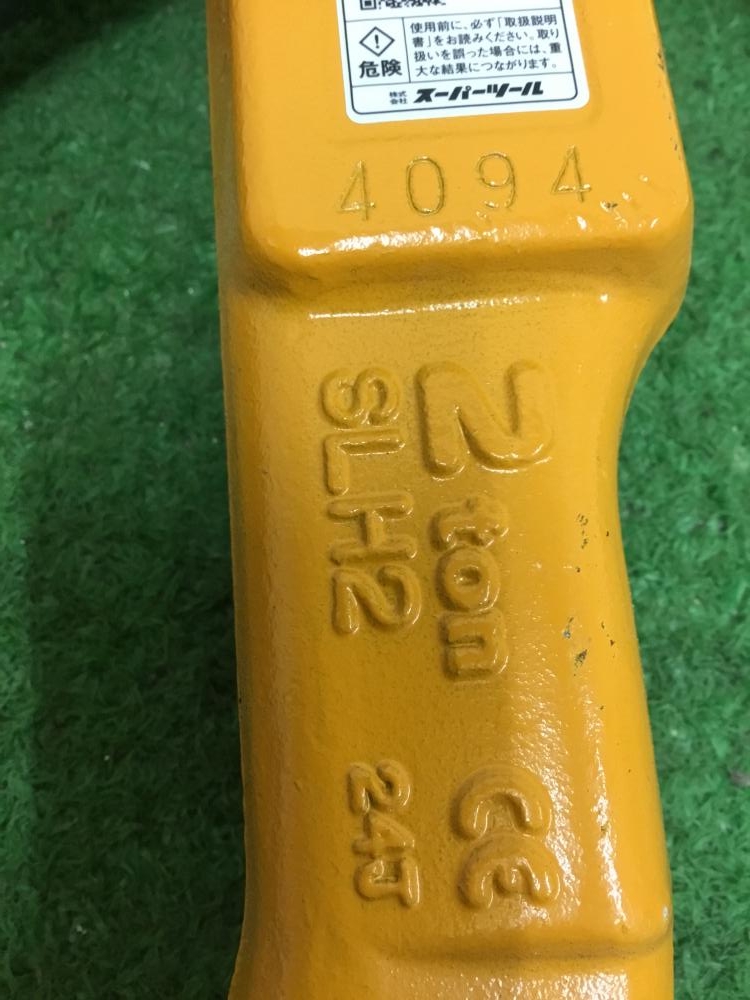 使用前に、必ず「取扱説明
書」をお読みください。取り
扱いを誤った場合には、重
大な結果につながります。
危険
株式会社 スーパーツール
4094
2 ton
SLH2
CE
24J